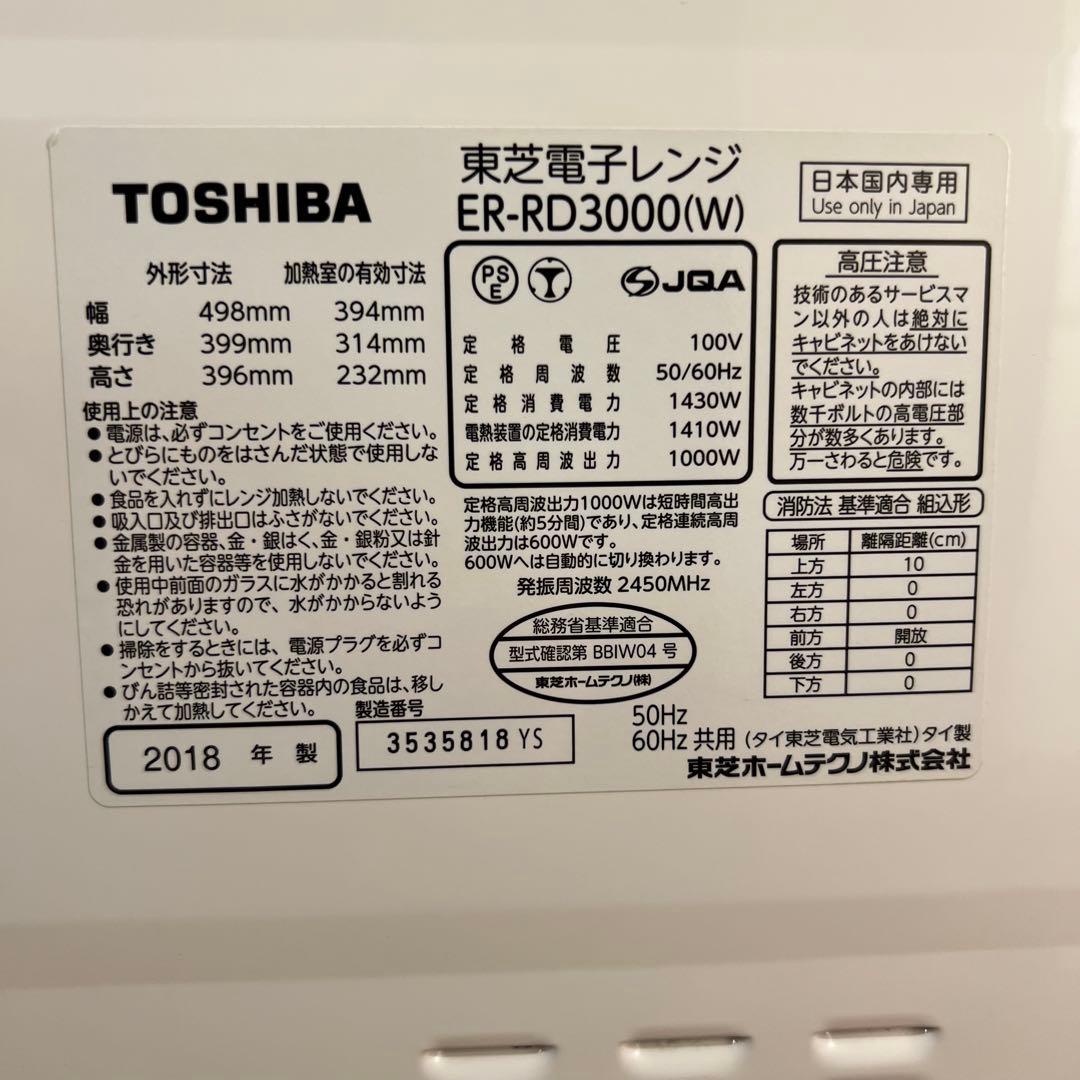 TOSHIBA
東芝電子レンジ
ER-RD3000(W)
日本国内専用
Use only in Japan
外形寸法 加熱室の有効寸法
幅 498mm 394mm
奥行き 399mm 314mm
高さ 396mm 232mm
使用上の注意
●電源は、必ずコンセントをご使用ください。
●とびらにものをはさんだ状態で使用しな
いでください。
●食品を入れずにレンジ加熱しないでください。
●吸入口及び排出口はふさがないでください。
●金属製の容器、金・銀はく、金・銀粉又は針
金を用いた容器等を使用しないでください。
●使用中前面のガラスに水がかかると割れる
恐れがありますので、水がかからないよう
にしてください。
●掃除をするときには、電源プラグを必ずコ
ンセントから抜いてください。
●びん詰等密封された容器内の食品は、移し
かえて加熱してください。
2018 年 製
製造番号
3535818 YS
PS
E
JQA
定格電圧 100V
定格周波数 50/60Hz
定格消費電力 1430W
電熱装置の定格消費電力 1410W
定格高周波出力 1000W
定格高周波出力1000Wは短時間高出
力機能(約5分間)であり、定格連続高周
波出力は600Wです。
600Wへは自動的に切り換わります。
発振周波数 2450MHz
総務省基準適合
型式確認第 BBIW04 号
東芝ホームテクノ(株)
高圧注意
技術のあるサービスマ
ン以外の人は絶対に
キャビネットをあけない
でください。
キャビネットの内部には
数千ボルトの高電圧部
分が数多くあります。
万一さわると危険です。
消防法 基準適合 組込形
場所 離隔距離(cm)
上方 10
左方 0
右方 0
前方 開放
後方 0
下方 0
50Hz
60Hz 共用 (タイ東芝電気工業社)タイ製
東芝ホームテクノ株式会社